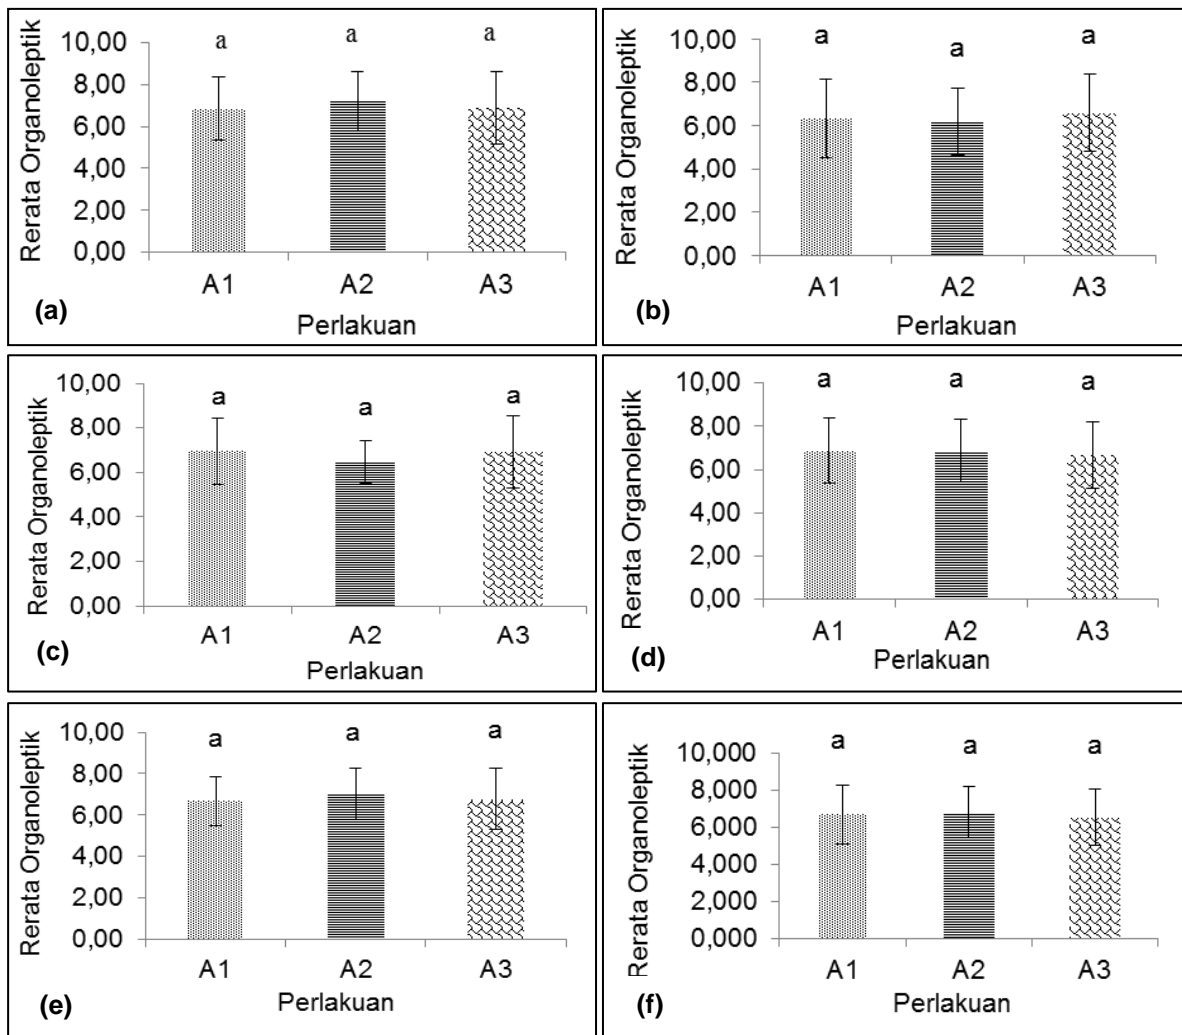 a a a
10,00
8,00
6,00
4,00
2,00
0,00
Rerata Organoleptik
A1 A2 A3
(a)
Perlakuan
a a a
10,00
8,00
6,00
4,00
2,00
0,00
Rerata Organoleptik
A1 A2 A3
(b)
Perlakuan
a a a
10,00
8,00
6,00
4,00
2,00
0,00
Rerata Organoleptik
A1 A2 A3
(c)
Perlakuan
a a a
10,00
8,00
6,00
4,00
2,00
0,00
Rerata Organoleptik
A1 A2 A3
(d)
Perlakuan
a a a
10,00
8,00
6,00
4,00
2,00
0,00
Rerata Organoleptik
A1 A2 A3
(e)
Perlakuan
a a a
10,000
8,000
6,000
4,000
2,000
0,000
Rerata Organoleptik
A1 A2 A3
(f)
Perlakuan